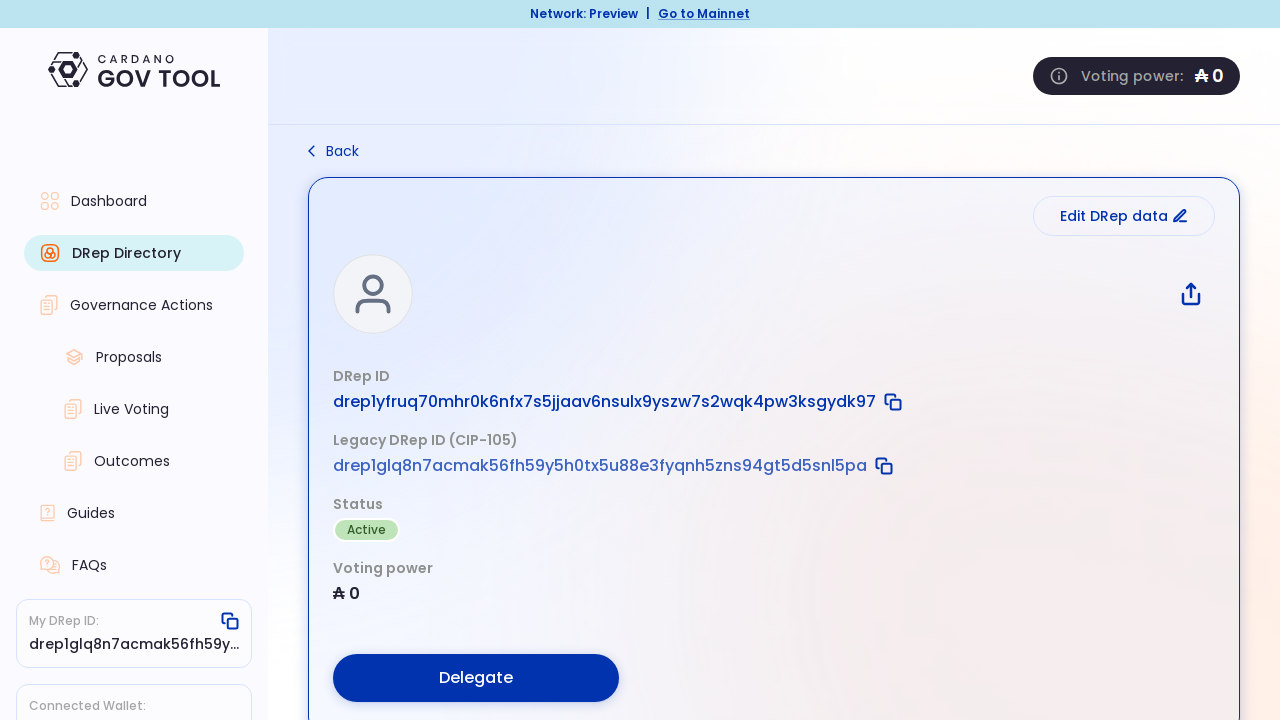 Network: Preview | Go to Mainnet
CARDANO
GOV TOOL
Voting power: ₳ 0
Back
Dashboard
DRep Directory
Governance Actions
Proposals
Live Voting
Outcomes
Guides
FAQs
My DRep ID:
drep1glq8n7acmak56fh59y...
Connected Wallet:
Edit DRep data
DRep ID
drep1yfruq70mhr0k6nfx7s5jjaav6nsulx9yszw7s2wqk4pw3ksgydk97
Legacy DRep ID (CIP-105)
drep1glq8n7acmak56fh59y5h0tx5u88e3fyqnh5zns94gt5d5snl5pa
Status
Active
Voting power
₳ 0
Delegate